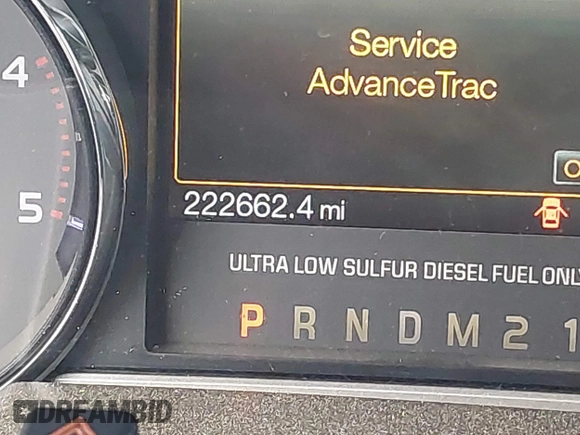 Service
AdvanceTrac
4
5
222662.4 mi
ULTRA LOW SULFUR DIESEL FUEL ONLY
P R N D M 2 1
DREAMBID